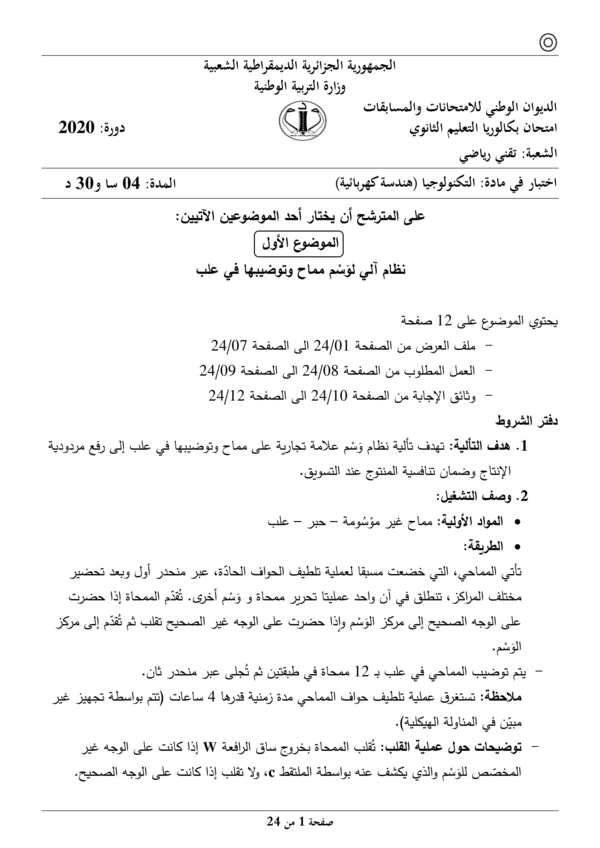 الجمهورية الجزائرية الديمقراطية الشعبية
وزارة التربية الوطنية
الديوان الوطني للامتحانات والمسابقات
امتحان بكالوريا التعليم الثانوي
دورة: 2020
الشعبة: تقني رياضي
اختبار في مادة: التكنولوجيا (هندسة كهربائية)
المدة: 04 سا و30 د
على المترشح أن يختار أحد الموضوعين الآتيين:
الموضوع الأول
نظام آلي لوَسْم مماح وتوضيبها في علب
يحتوي الموضوع على 12 صفحة
− ملف العرض من الصفحة 24/01 الى الصفحة 24/07
− العمل المطلوب من الصفحة 24/08 الى الصفحة 24/09
− وثائق الإجابة من الصفحة 24/10 الى الصفحة 24/12
دفتر الشروط
1. هدف التألية: تهدف تألية نظام وَسْم علامة تجارية على مماح وتوضيبها في علب إلى رفع مردودية
الإنتاج وضمان تنافسية المنتوج عند التسويق.
2. وصف التشغيل:
• المواد الأولية: مماح غير مؤسُومة – حبر – علب
• الطريقة:
تأتي المماحي، التي خضعت مسبقا لعملية تلطيف الحواف الحادّة، عبر منحدر أول وبعد تحضير
مختلف المراكز، تنطلق في آن واحد عمليتا تحرير ممحاة و وَسْم أخرى. تُقدّم الممحاة إذا حضرت
على الوجه الصحيح إلى مركز الوَسْم وإذا حضرت على الوجه غير الصحيح تقلب ثم تُقدّم إلى مركز
الوَسْم.
− يتم توضيب المماحي في علب بـ 12 ممحاة في طبقتين ثم تُجلى عبر منحدر ثان.
ملاحظة: تستغرق عملية تلطيف حواف المماحي مدة زمنية قدرها 4 ساعات (تتم بواسطة تجهيز غير
مبيّن في المناولة الهيكلية).
− توضيحات حول عملية القلب: تُقلب الممحاة بخروج ساق الرافعة W إذا كانت على الوجه غير
المخصّص للوَسْم والذي يكشف عنه بواسطة الملتقط c، ولا تقلب إذا كانت على الوجه الصحيح.
صفحة 1 من 24